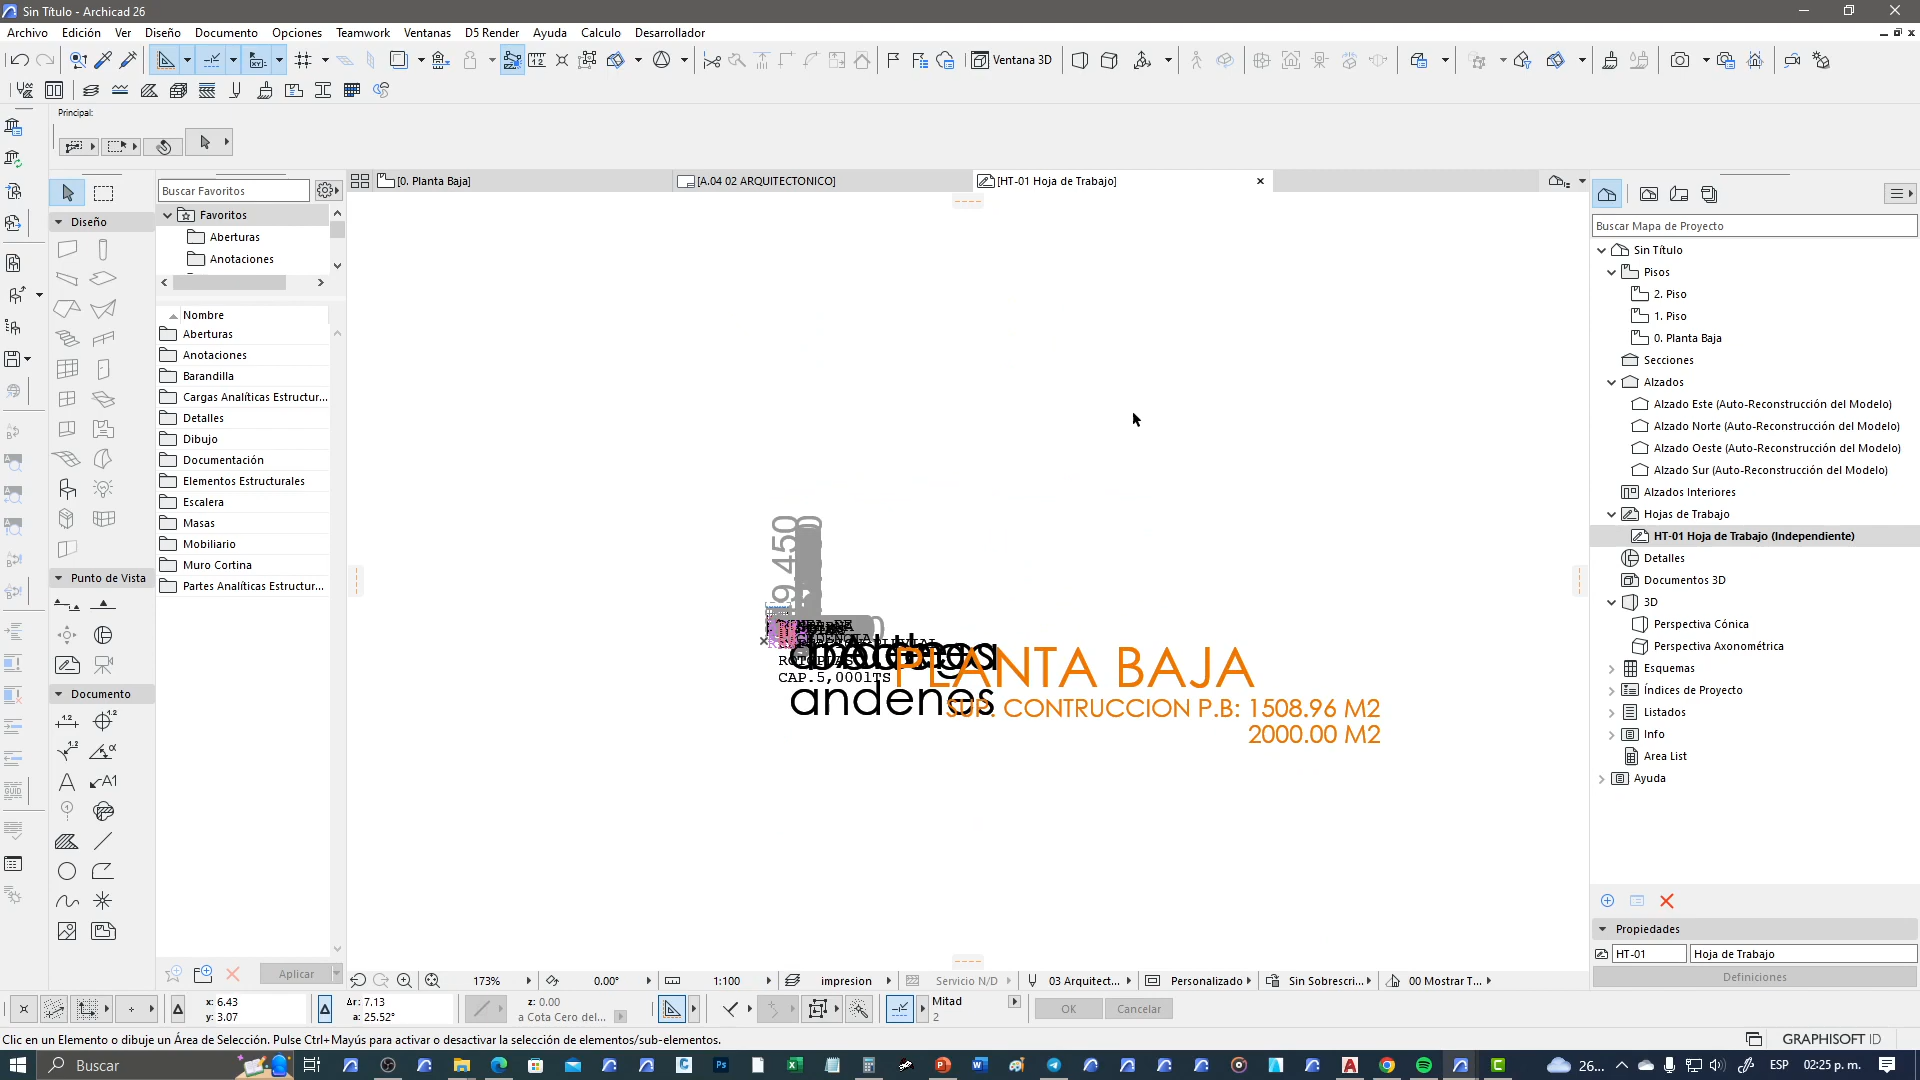 Sin Título - Archicad 26
Archivo Edición Ver Diseño Documento Opciones Teamwork Ventanas D5 Render Ayuda Calculo Desarrollador
Ventana 3D
Principal:
Buscar Favoritos
[0. Planta Baja]
[A.04 02 ARQUITECTONICO]
[HT-01 Hoja de Trabajo]
Diseño
Favoritos
Aberturas
Anotaciones
Nombre
Aberturas
Anotaciones
Barandilla
Cargas Analíticas Estructur...
Detalles
Dibujo
Documentación
Elementos Estructurales
Escalera
Masas
Mobiliario
Muro Cortina
Partes Analíticas Estructur...
Punto de Vista
Documento
Aplicar
19.450
ROTOPLAS
CAP.5,000lTS
andenes
PLANTA BAJA
SUP. CONTRUCCION P.B: 1508.96 M2
2000.00 M2
Buscar Mapa de Proyecto
Sin Título
Pisos
2. Piso
1. Piso
0. Planta Baja
Secciones
Alzados
Alzado Este (Auto-Reconstrucción del Modelo)
Alzado Norte (Auto-Reconstrucción del Modelo)
Alzado Oeste (Auto-Reconstrucción del Modelo)
Alzado Sur (Auto-Reconstrucción del Modelo)
Alzados Interiores
Hojas de Trabajo
HT-01 Hoja de Trabajo (Independiente)
Detalles
Documentos 3D
3D
Perspectiva Cónica
Perspectiva Axonométrica
Esquemas
Índices de Proyecto
Listados
Info
Area List
Ayuda
Propiedades
HT-01 Hoja de Trabajo
Definiciones
173% 0.00° 1:100 impresion Servicio N/D 03 Arquitect... Personalizado Sin Sobrescri... 00 Mostrar T...
x: 6.43
y: 3.07
Δr: 7.13
a: 25.52°
z: 0.00
a Cota Cero del...
Mitad
2
OK Cancelar
Clic en un Elemento o dibuje un Área de Selección. Pulse Ctrl+Mayús para activar o desactivar la selección de elementos/sub-elementos.
GRAPHISOFT ID
Buscar
26...
ESP
02:25 p. m.